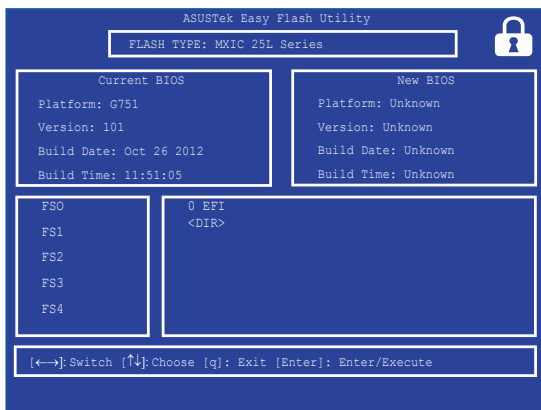 ASUSTek Easy Flash Utility
FLASH TYPE: MXIC 25L Series
Current BIOS
Platform: G751
Version: 101
Build Date: Oct 26 2012
Build Time: 11:51:05
New BIOS
Platform: Unknown
Version: Unknown
Build Date: Unknown
Build Time: Unknown
FSO
FS1
FS2
FS3
FS4
0 EFI
<DIR>
[←→]: Switch [↑↓]: Choose [q]: Exit [Enter]: Enter/Execute